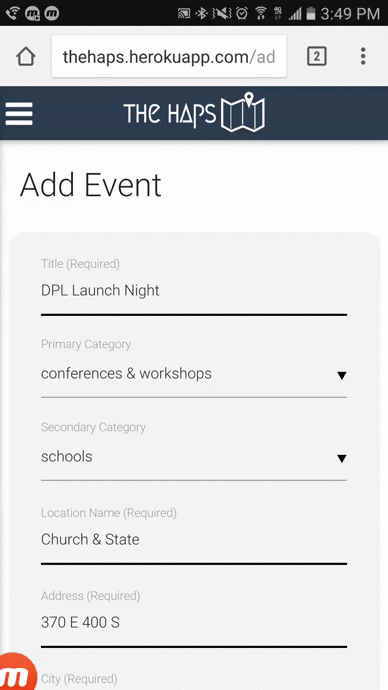 3:49 PM
thehaps.herokuapp.com/ad
2
THE HAPS
Add Event
Title (Required)
DPL Launch Night
Primary Category
conferences & workshops
Secondary Category
schools
Location Name (Required)
Church & State
Address (Required)
370 E 400 S
City (Required)